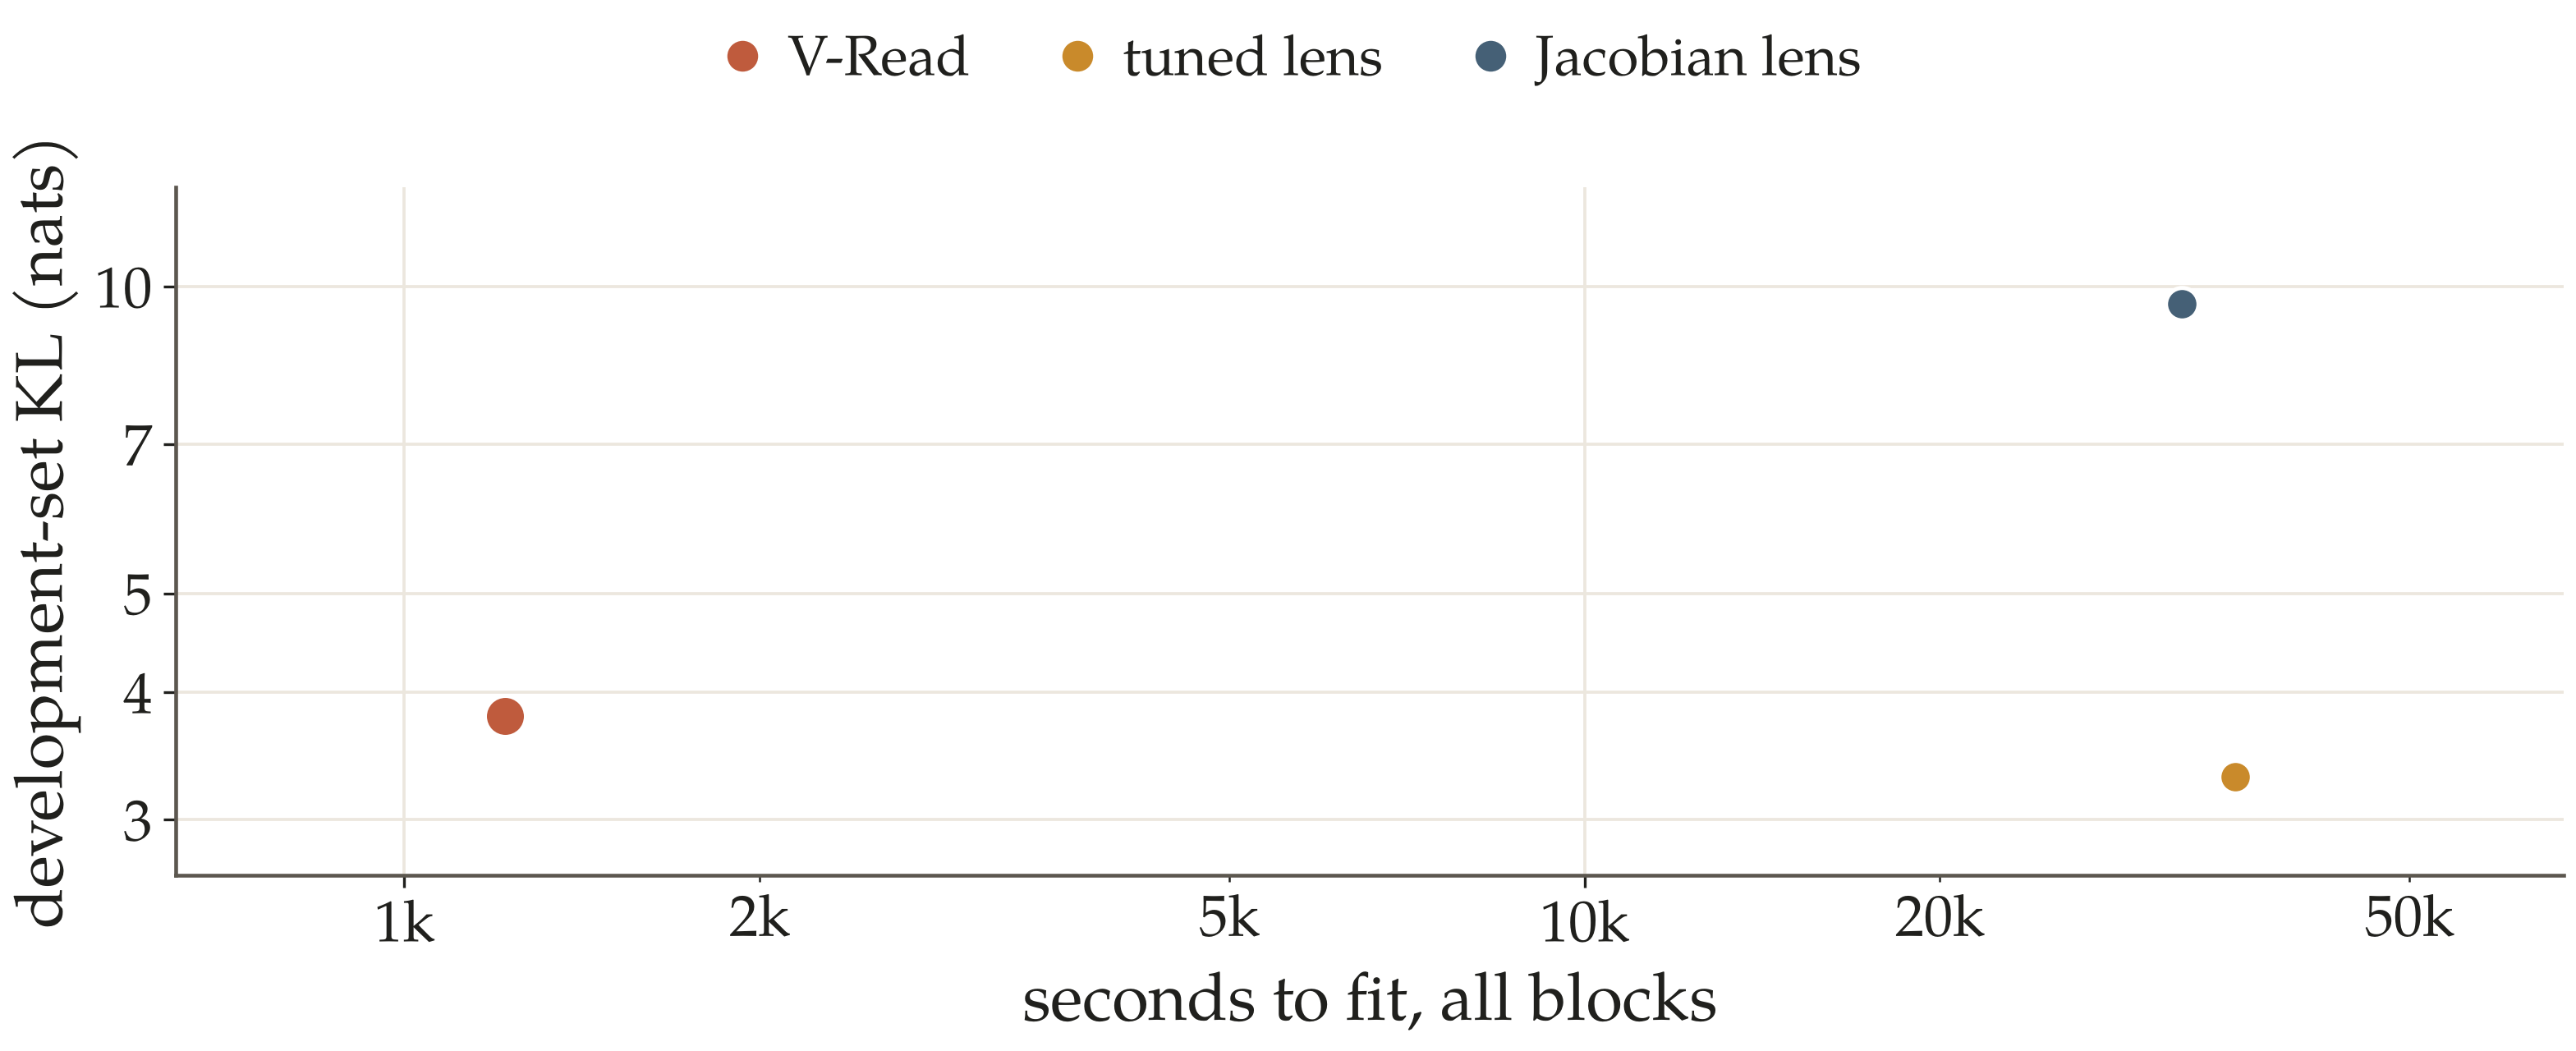 V-Read tuned lens Jacobian lens
development-set KL (nats)
10
7
5
4
3
1k 2k 5k 10k 20k 50k
seconds to fit, all blocks